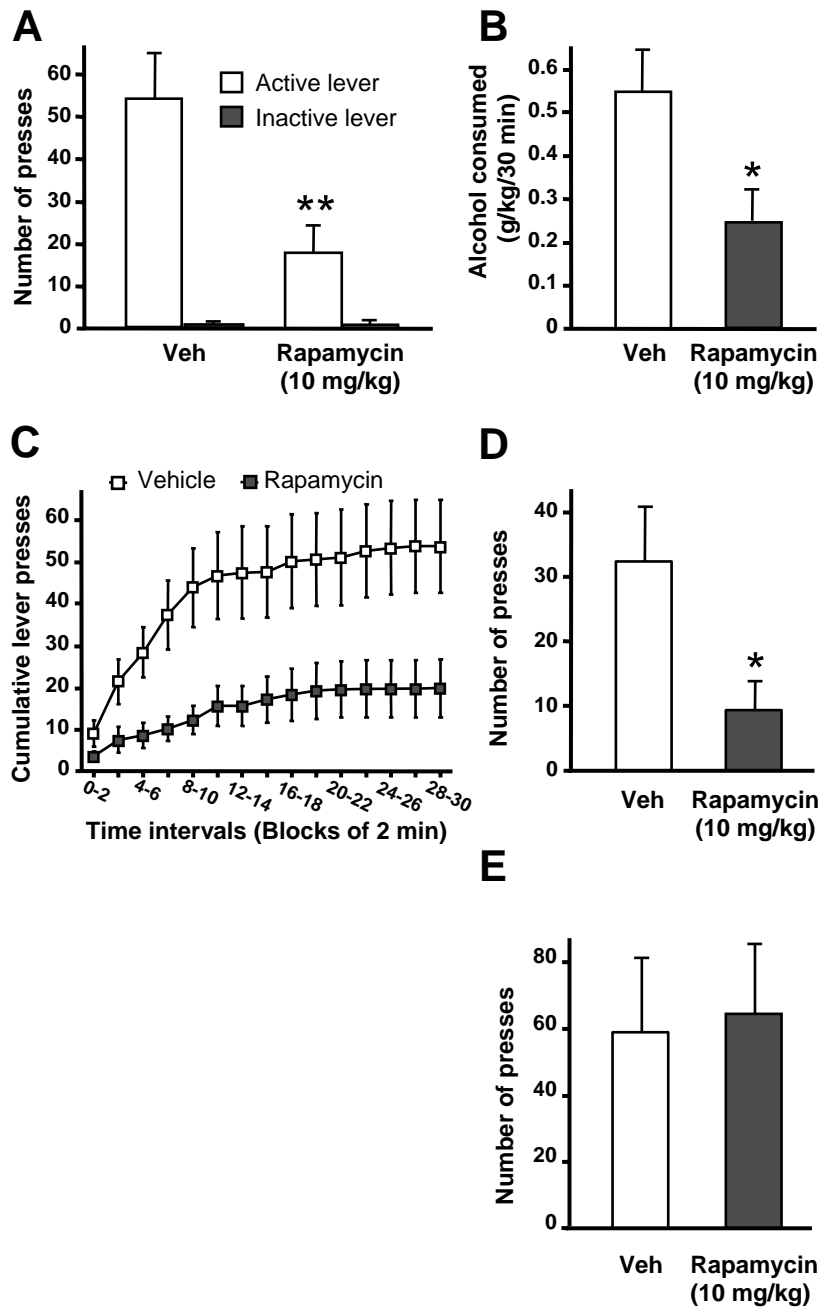 A
Number of presses
60
50
40
30
20
10
0
Active lever
Inactive lever
**
Veh
Rapamycin
(10 mg/kg)
B
Alcohol consumed
(g/kg/30 min)
0.6
0.5
0.4
0.3
0.2
0.1
0
*
Veh
Rapamycin
(10 mg/kg)
C
Vehicle
Rapamycin
Cumulative lever presses
60
50
40
30
20
10
0
0-2
4-6
8-10
12-14
16-18
20-22
24-26
28-30
Time intervals (Blocks of 2 min)
D
Number of presses
40
30
20
10
0
*
Veh
Rapamycin
(10 mg/kg)
E
Number of presses
80
60
40
20
0
Veh
Rapamycin
(10 mg/kg)